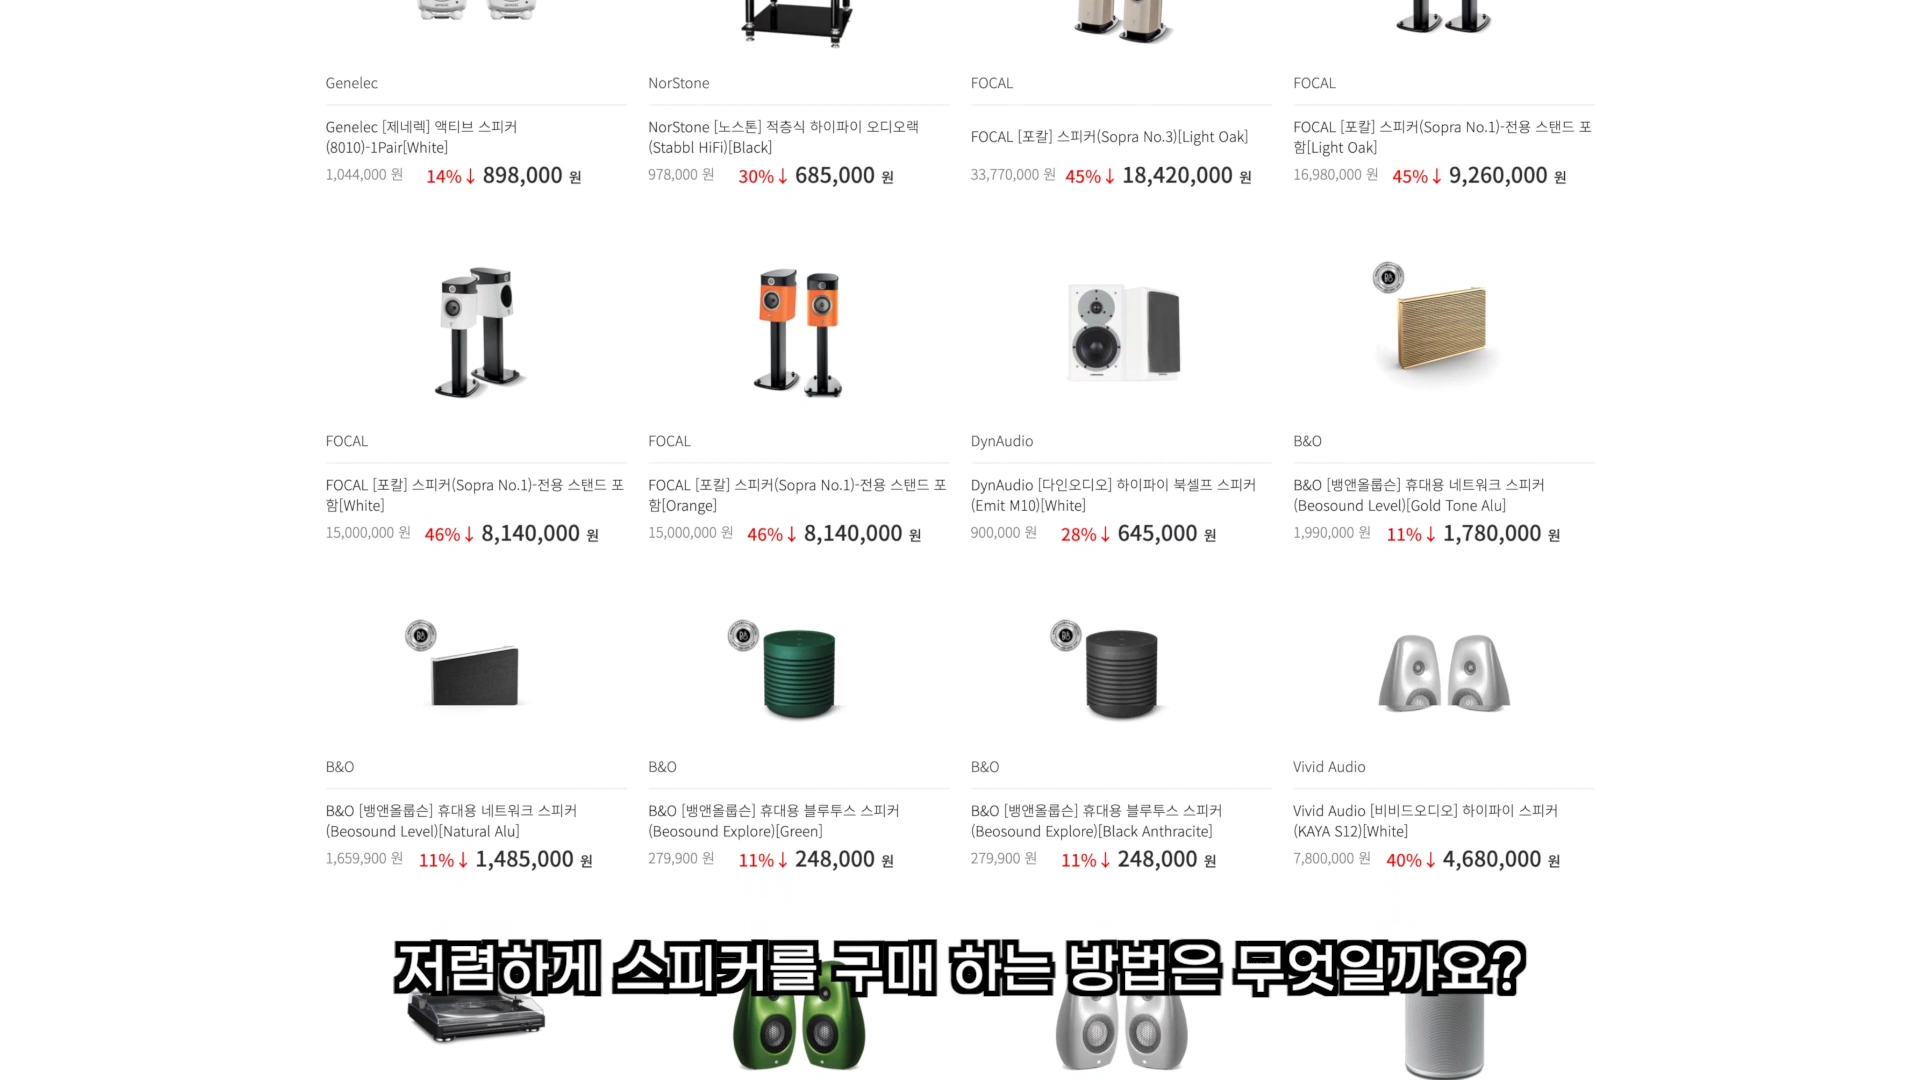 Genelec
NorStone
FOCAL
FOCAL
Genelec [제네렉] 액티브 스피커
(8010)-1Pair[White]
1,044,000 원 14%↓ 898,000 원
NorStone [노스톤] 적층식 하이파이 오디오랙
(Stabbl HiFi)[Black]
978,000 원 30%↓ 685,000 원
FOCAL [포칼] 스피커(Sopra No.3)[Light Oak]
33,770,000 원 45%↓ 18,420,000 원
FOCAL [포칼] 스피커(Sopra No.1)-전용 스탠드 포
함[Light Oak]
16,980,000 원 45%↓ 9,260,000 원
FOCAL
FOCAL
DynAudio
B&O
FOCAL [포칼] 스피커(Sopra No.1)-전용 스탠드 포
함[White]
15,000,000 원 46%↓ 8,140,000 원
FOCAL [포칼] 스피커(Sopra No.1)-전용 스탠드 포
함[Orange]
15,000,000 원 46%↓ 8,140,000 원
DynAudio [다인오디오] 하이파이 북셀프 스피커
(Emit M10)[White]
900,000 원 28%↓ 645,000 원
B&O [뱅앤올룹슨] 휴대용 네트워크 스피커
(Beosound Level)[Gold Tone Alu]
1,990,000 원 11%↓ 1,780,000 원
B&O
B&O
B&O
Vivid Audio
B&O [뱅앤올룹슨] 휴대용 네트워크 스피커
(Beosound Level)[Natural Alu]
1,659,900 원 11%↓ 1,485,000 원
B&O [뱅앤올룹슨] 휴대용 블루투스 스피커
(Beosound Explore)[Green]
279,900 원 11%↓ 248,000 원
B&O [뱅앤올룹슨] 휴대용 블루투스 스피커
(Beosound Explore)[Black Anthracite]
279,900 원 11%↓ 248,000 원
Vivid Audio [비비드오디오] 하이파이 스피커
(KAYA S12)[White]
7,800,000 원 40%↓ 4,680,000 원
저렴하게 스피커를 구매 하는 방법은 무엇일까요?